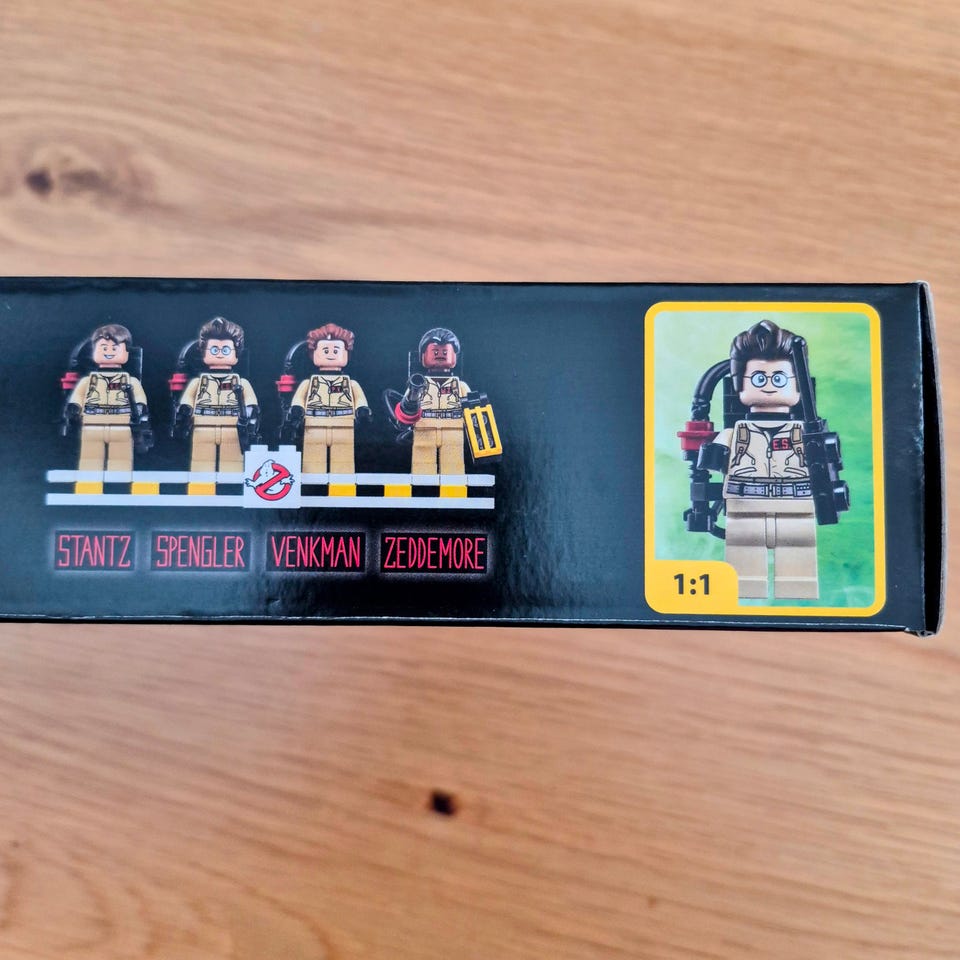 STANTZ SPENGLER VENKMAN ZEDDEMORE
E.S.
1:1